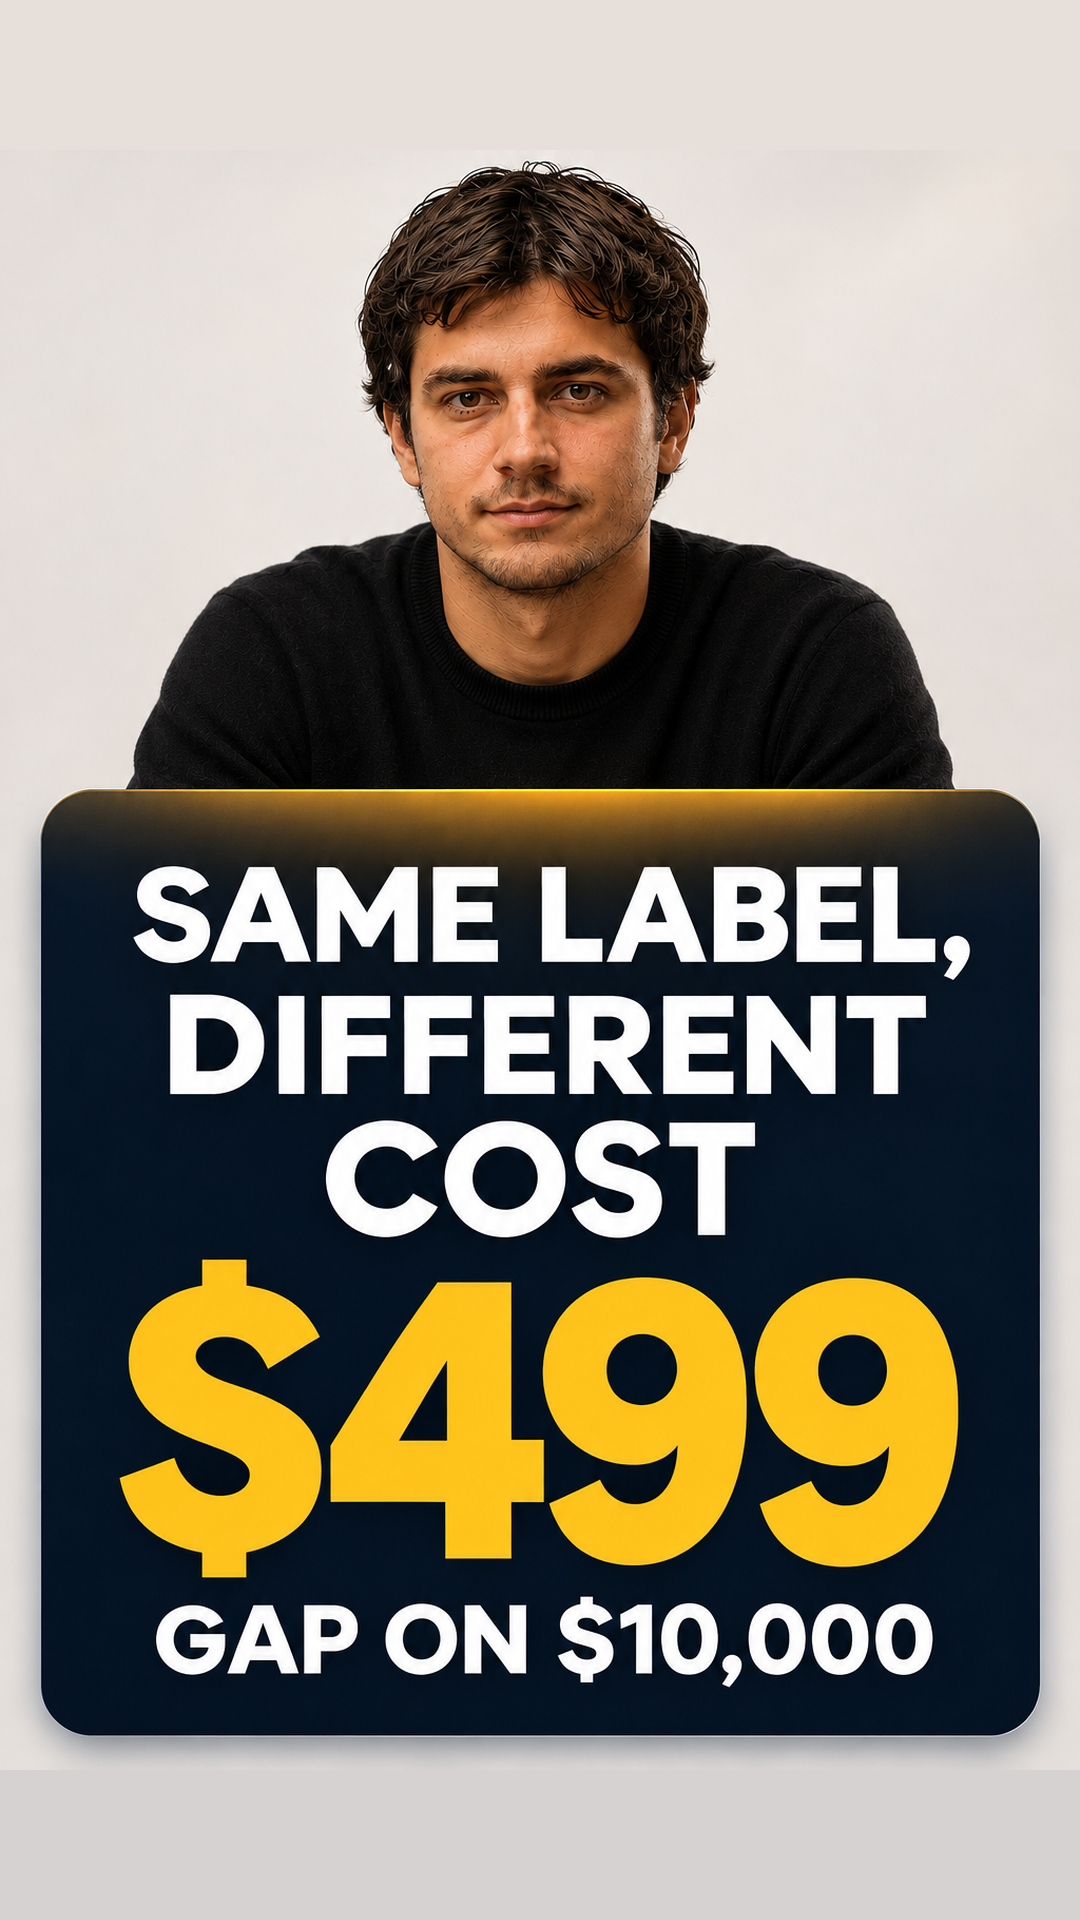 SAME LABEL,
DIFFERENT
COST
$499
GAP ON $10,000